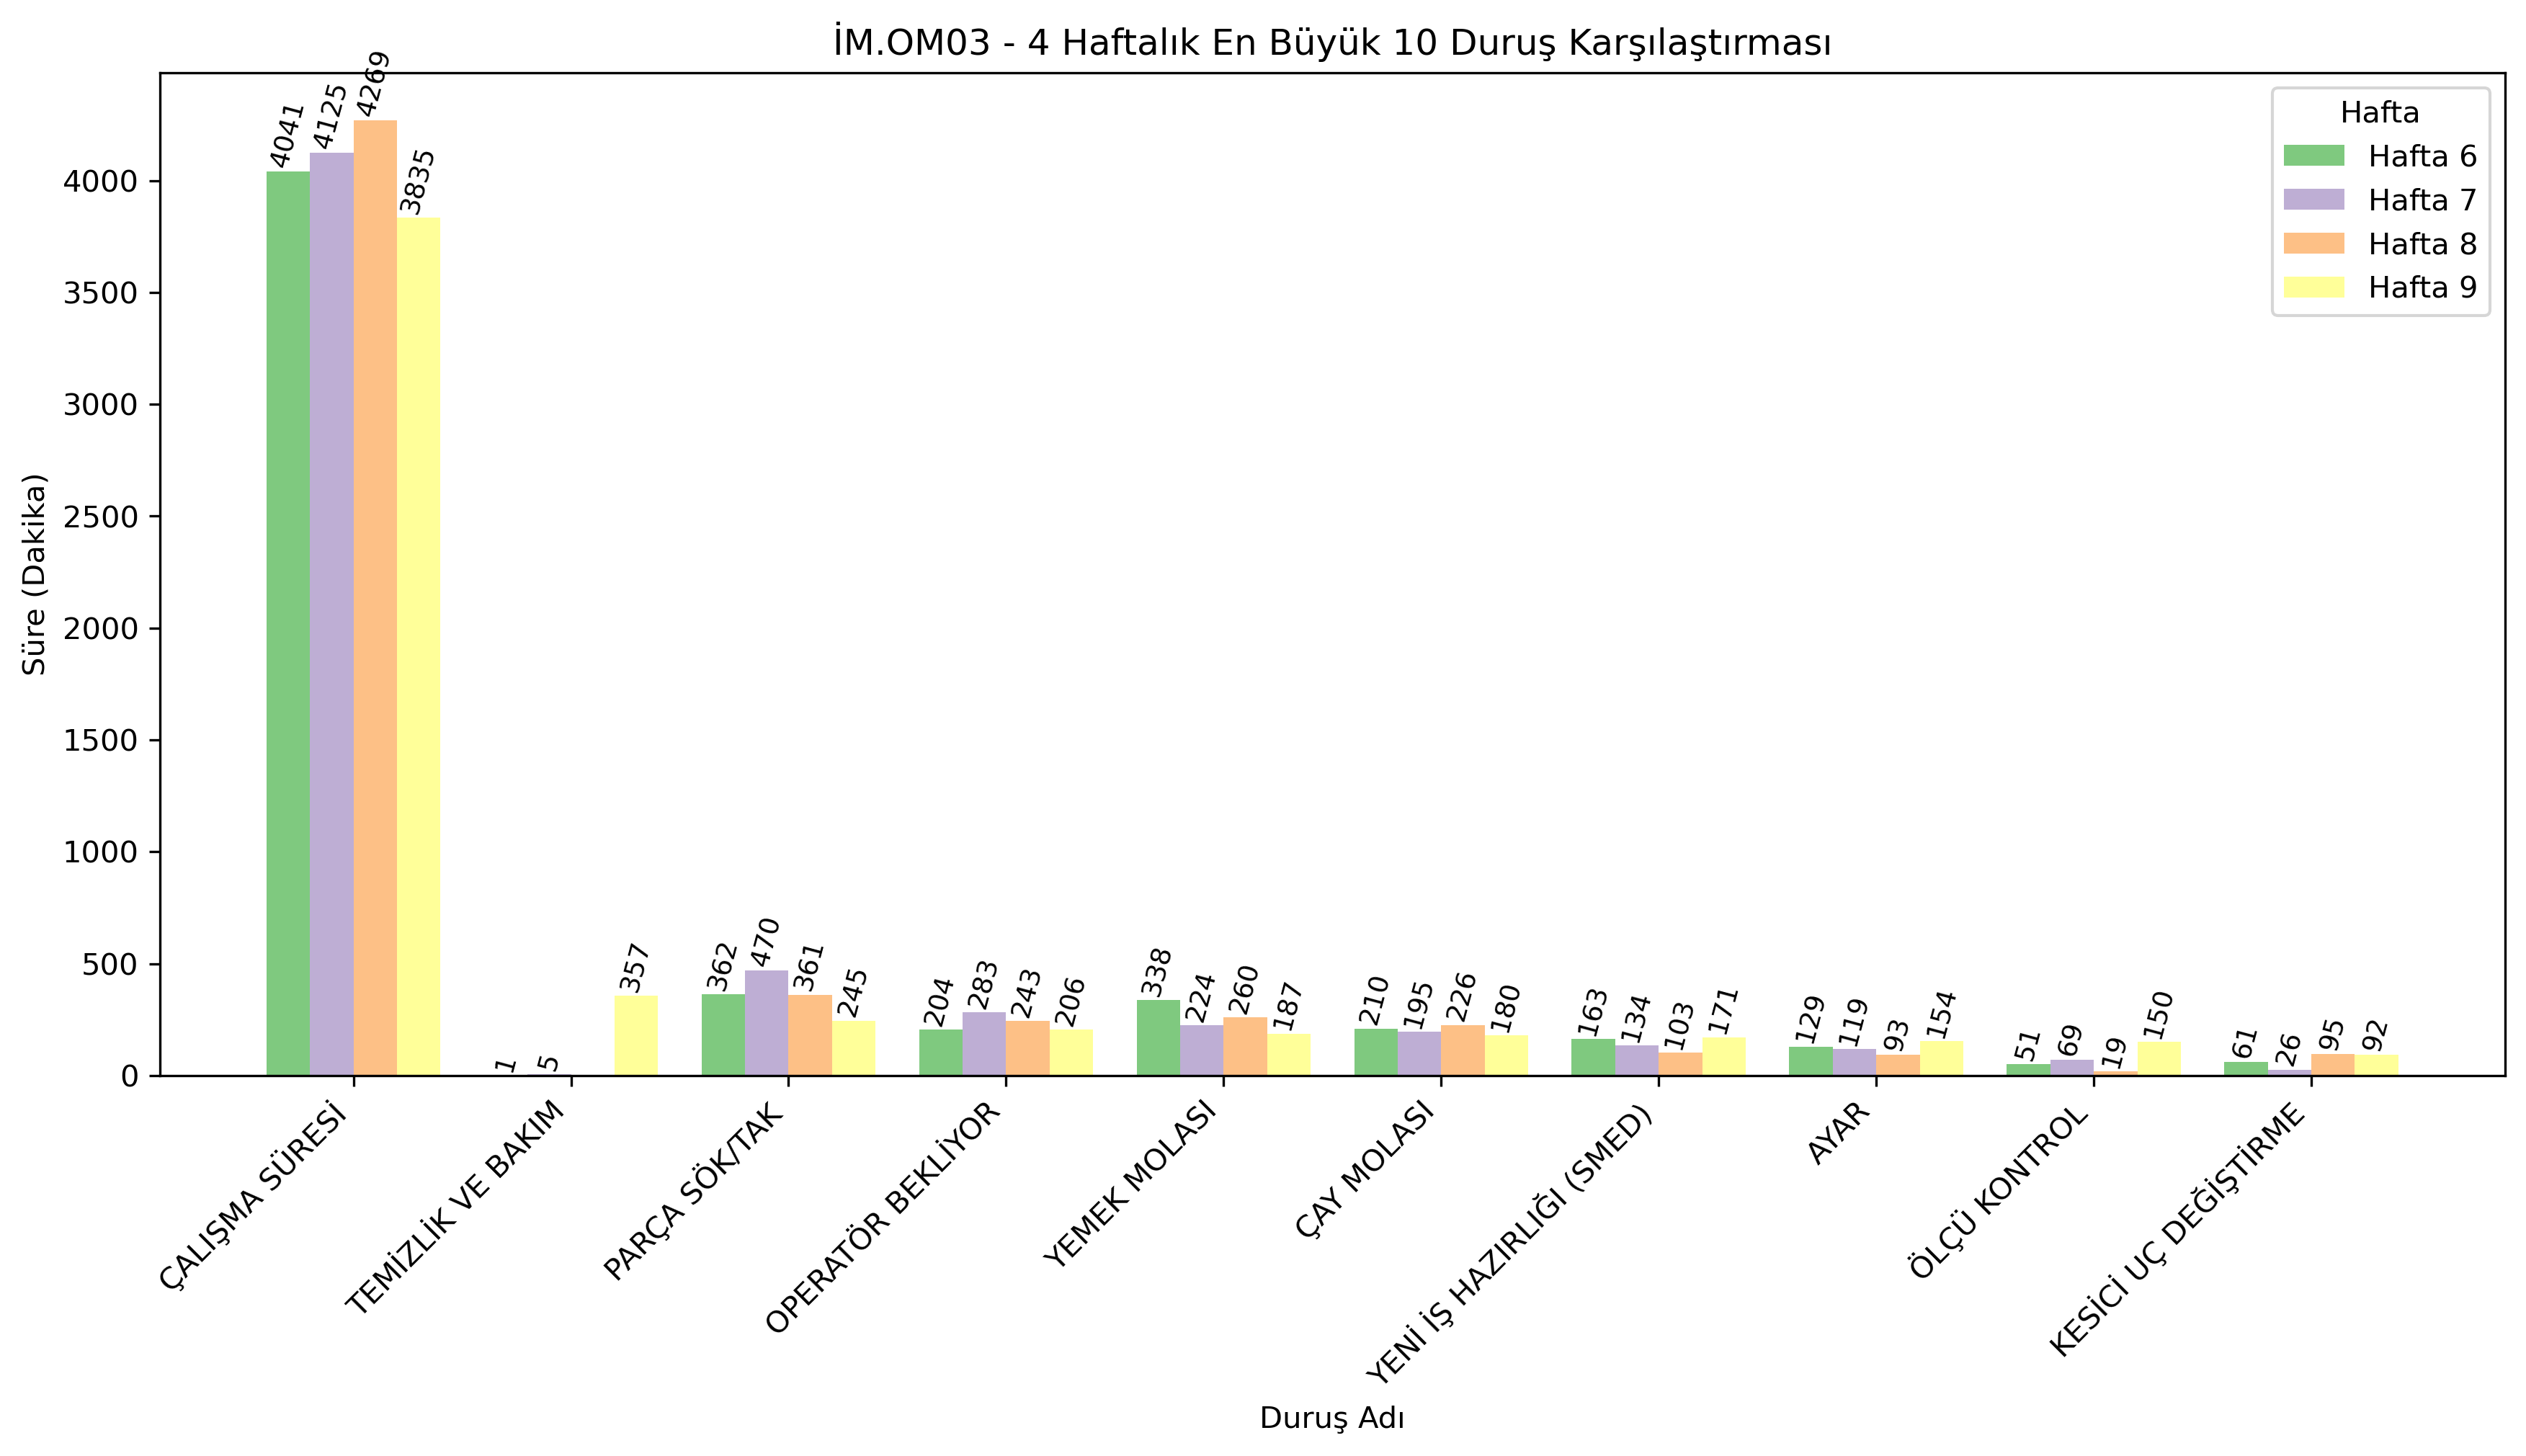 İM.OM03 - 4 Haftalık En Büyük 10 Duruş Karşılaştırması
Hafta
Hafta 6
Hafta 7
Hafta 8
Hafta 9
Süre (Dakika)
4000
3500
3000
2500
2000
1500
1000
500
0
4041 4125 4269 3835
1 5 357
362 470 361 245
204 283 243 206
338 224 260 187
210 195 226 180
163 134 103 171
129 119 93 154
51 69 19 150
61 26 95 92
ÇALIŞMA SÜRESİ
TEMİZLİK VE BAKIM
PARÇA SÖK/TAK
OPERATÖR BEKLİYOR
YEMEK MOLASI
ÇAY MOLASI
YENİ İŞ HAZIRLIĞI (SMED)
AYAR
ÖLÇÜ KONTROL
KESİCİ UÇ DEĞİŞTİRME
Duruş Adı